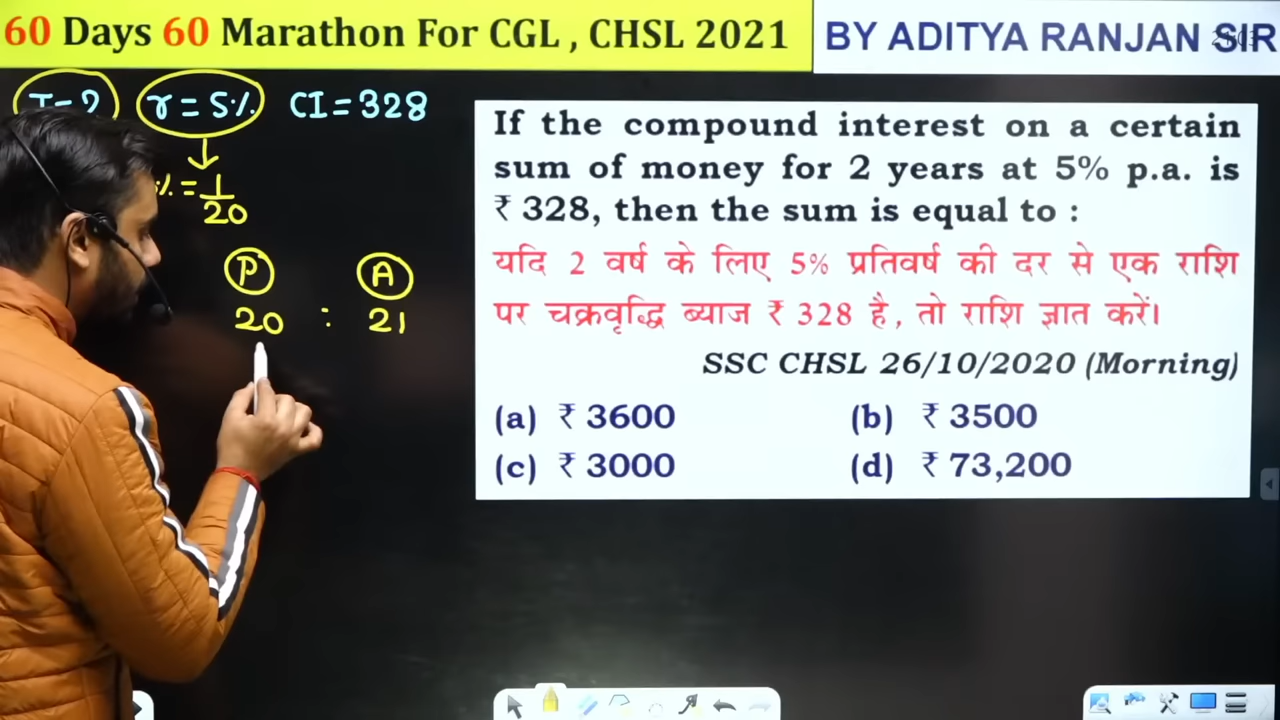 60 Days 60 Marathon For CGL , CHSL 2021
BY ADITYA RANJAN SIR
r = 5% CI = 328
% = 1/20
P A
20 : 21
If the compound interest on a certain
sum of money for 2 years at 5% p.a. is
₹ 328, then the sum is equal to :
यदि 2 वर्ष के लिए 5% प्रतिवर्ष की दर से एक राशि
पर चक्रवृद्धि ब्याज ₹ 328 है, तो राशि ज्ञात करें।
SSC CHSL 26/10/2020 (Morning)
(a) ₹ 3600 (b) ₹ 3500
(c) ₹ 3000 (d) ₹ 73,200